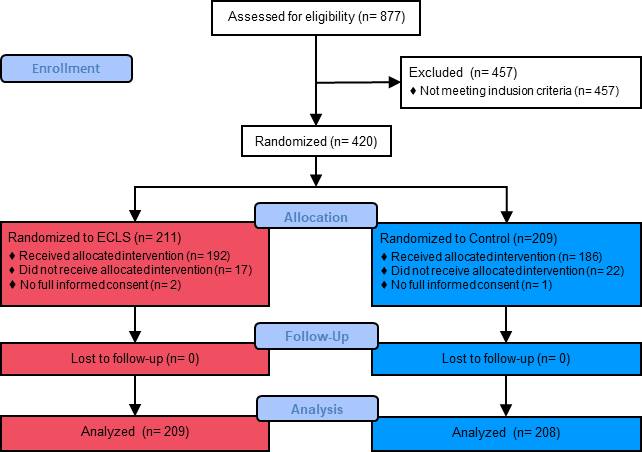 Assessed for eligibility (n= 877)
Enrollment
Excluded (n= 457)
♦ Not meeting inclusion criteria (n= 457)
Randomized (n= 420)
Allocation
Randomized to ECLS (n= 211)
♦ Received allocated intervention (n= 192)
♦ Did not receive allocated intervention (n= 17)
♦ No full informed consent (n= 2)
Randomized to Control (n=209)
♦ Received allocated intervention (n= 186)
♦ Did not receive allocated intervention (n= 22)
♦ No full informed consent (n= 1)
Follow-Up
Lost to follow-up (n= 0)
Lost to follow-up (n= 0)
Analysis
Analyzed (n= 209)
Analyzed (n= 208)